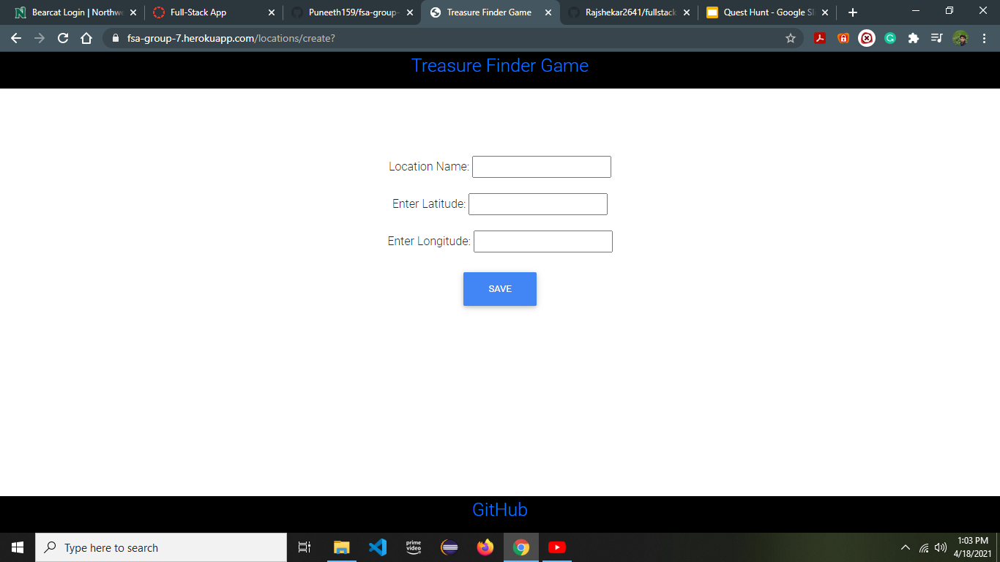 Bearcat Login | Northwe
Full-Stack App
Puneeth159/fsa-group-
Treasure Finder Game
Rajshekar2641/fullstack
Quest Hunt - Google Sl
fsa-group-7.herokuapp.com/locations/create?
Treasure Finder Game
Location Name:
Enter Latitude:
Enter Longitude:
SAVE
GitHub
Type here to search
prime video
1:03 PM
4/18/2021